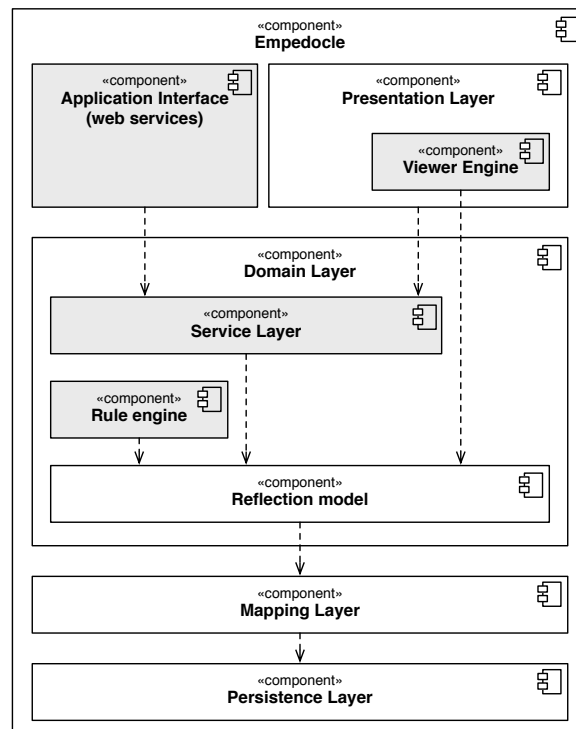 «component»
Empedocle
«component»
Application Interface
(web services)
«component»
Presentation Layer
«component»
Viewer Engine
«component»
Domain Layer
«component»
Service Layer
«component»
Rule engine
«component»
Reflection model
«component»
Mapping Layer
«component»
Persistence Layer